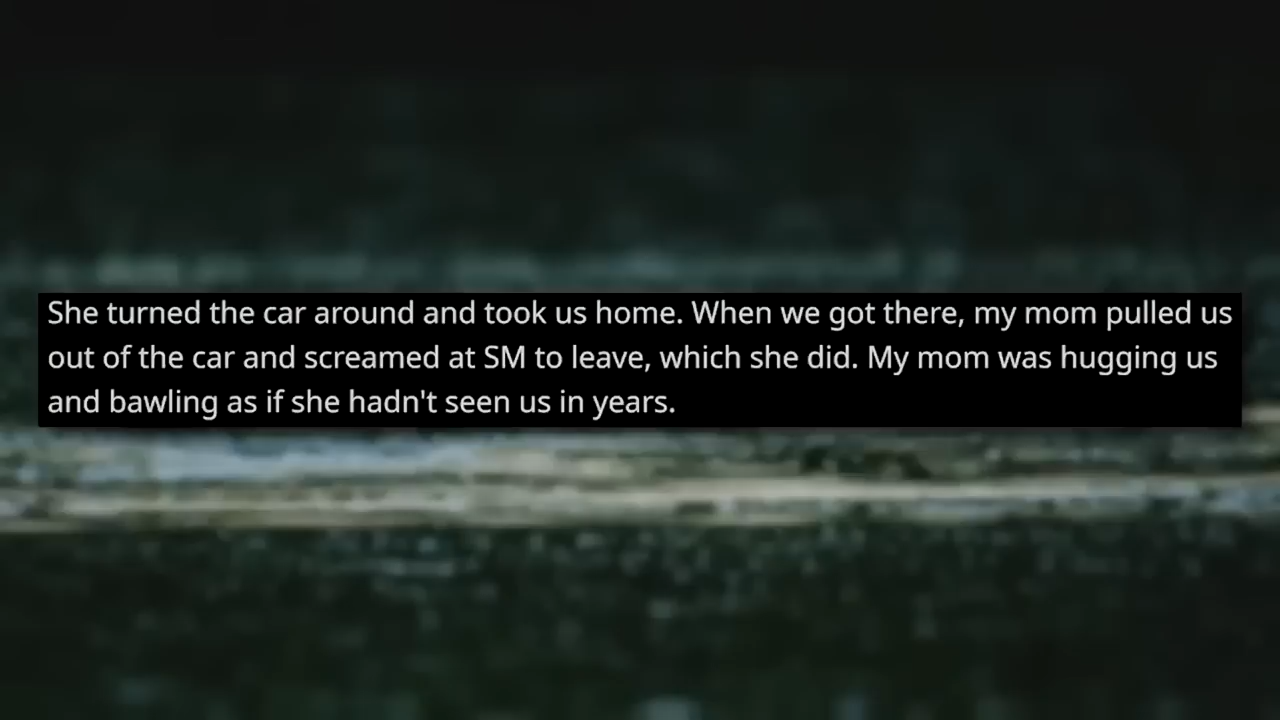 She turned the car around and took us home. When we got there, my mom pulled us
out of the car and screamed at SM to leave, which she did. My mom was hugging us
and bawling as if she hadn't seen us in years.